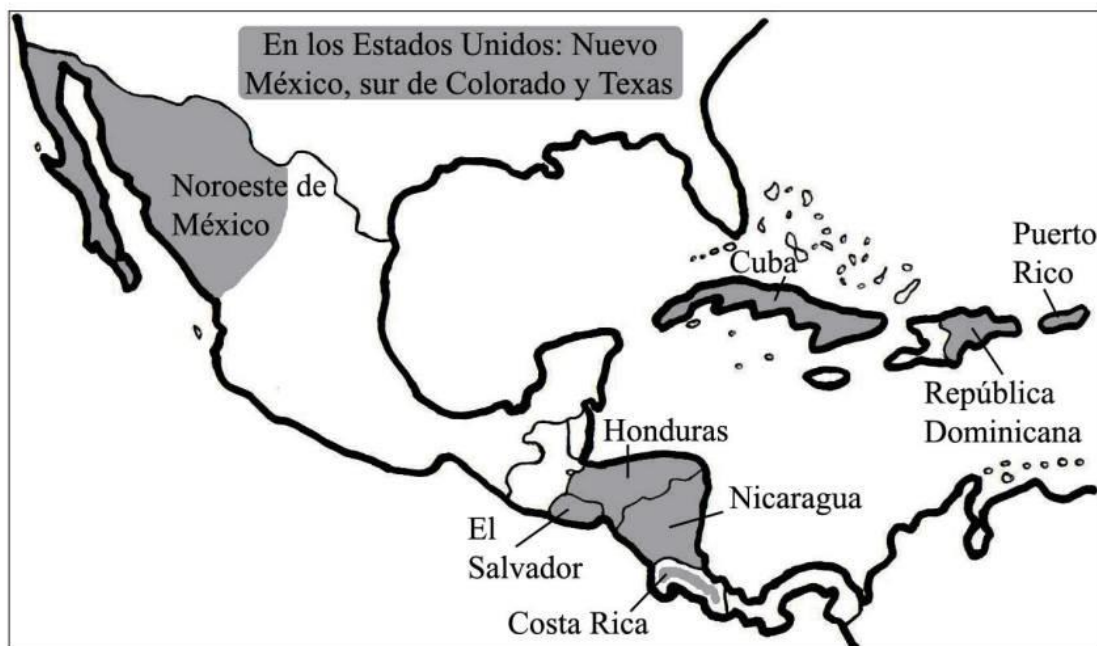 En los Estados Unidos: Nuevo
México, sur de Colorado y Texas
Noroeste de
México
Cuba
Puerto
Rico
República
Dominicana
Honduras
Nicaragua
El
Salvador
Costa Rica